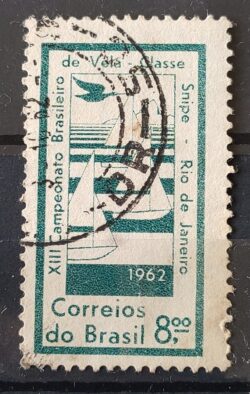 XIII Campeonato Brasileiro
de Vela Classe
Snipe - Rio de Janeiro
1962
Correios
do Brasil 8,00